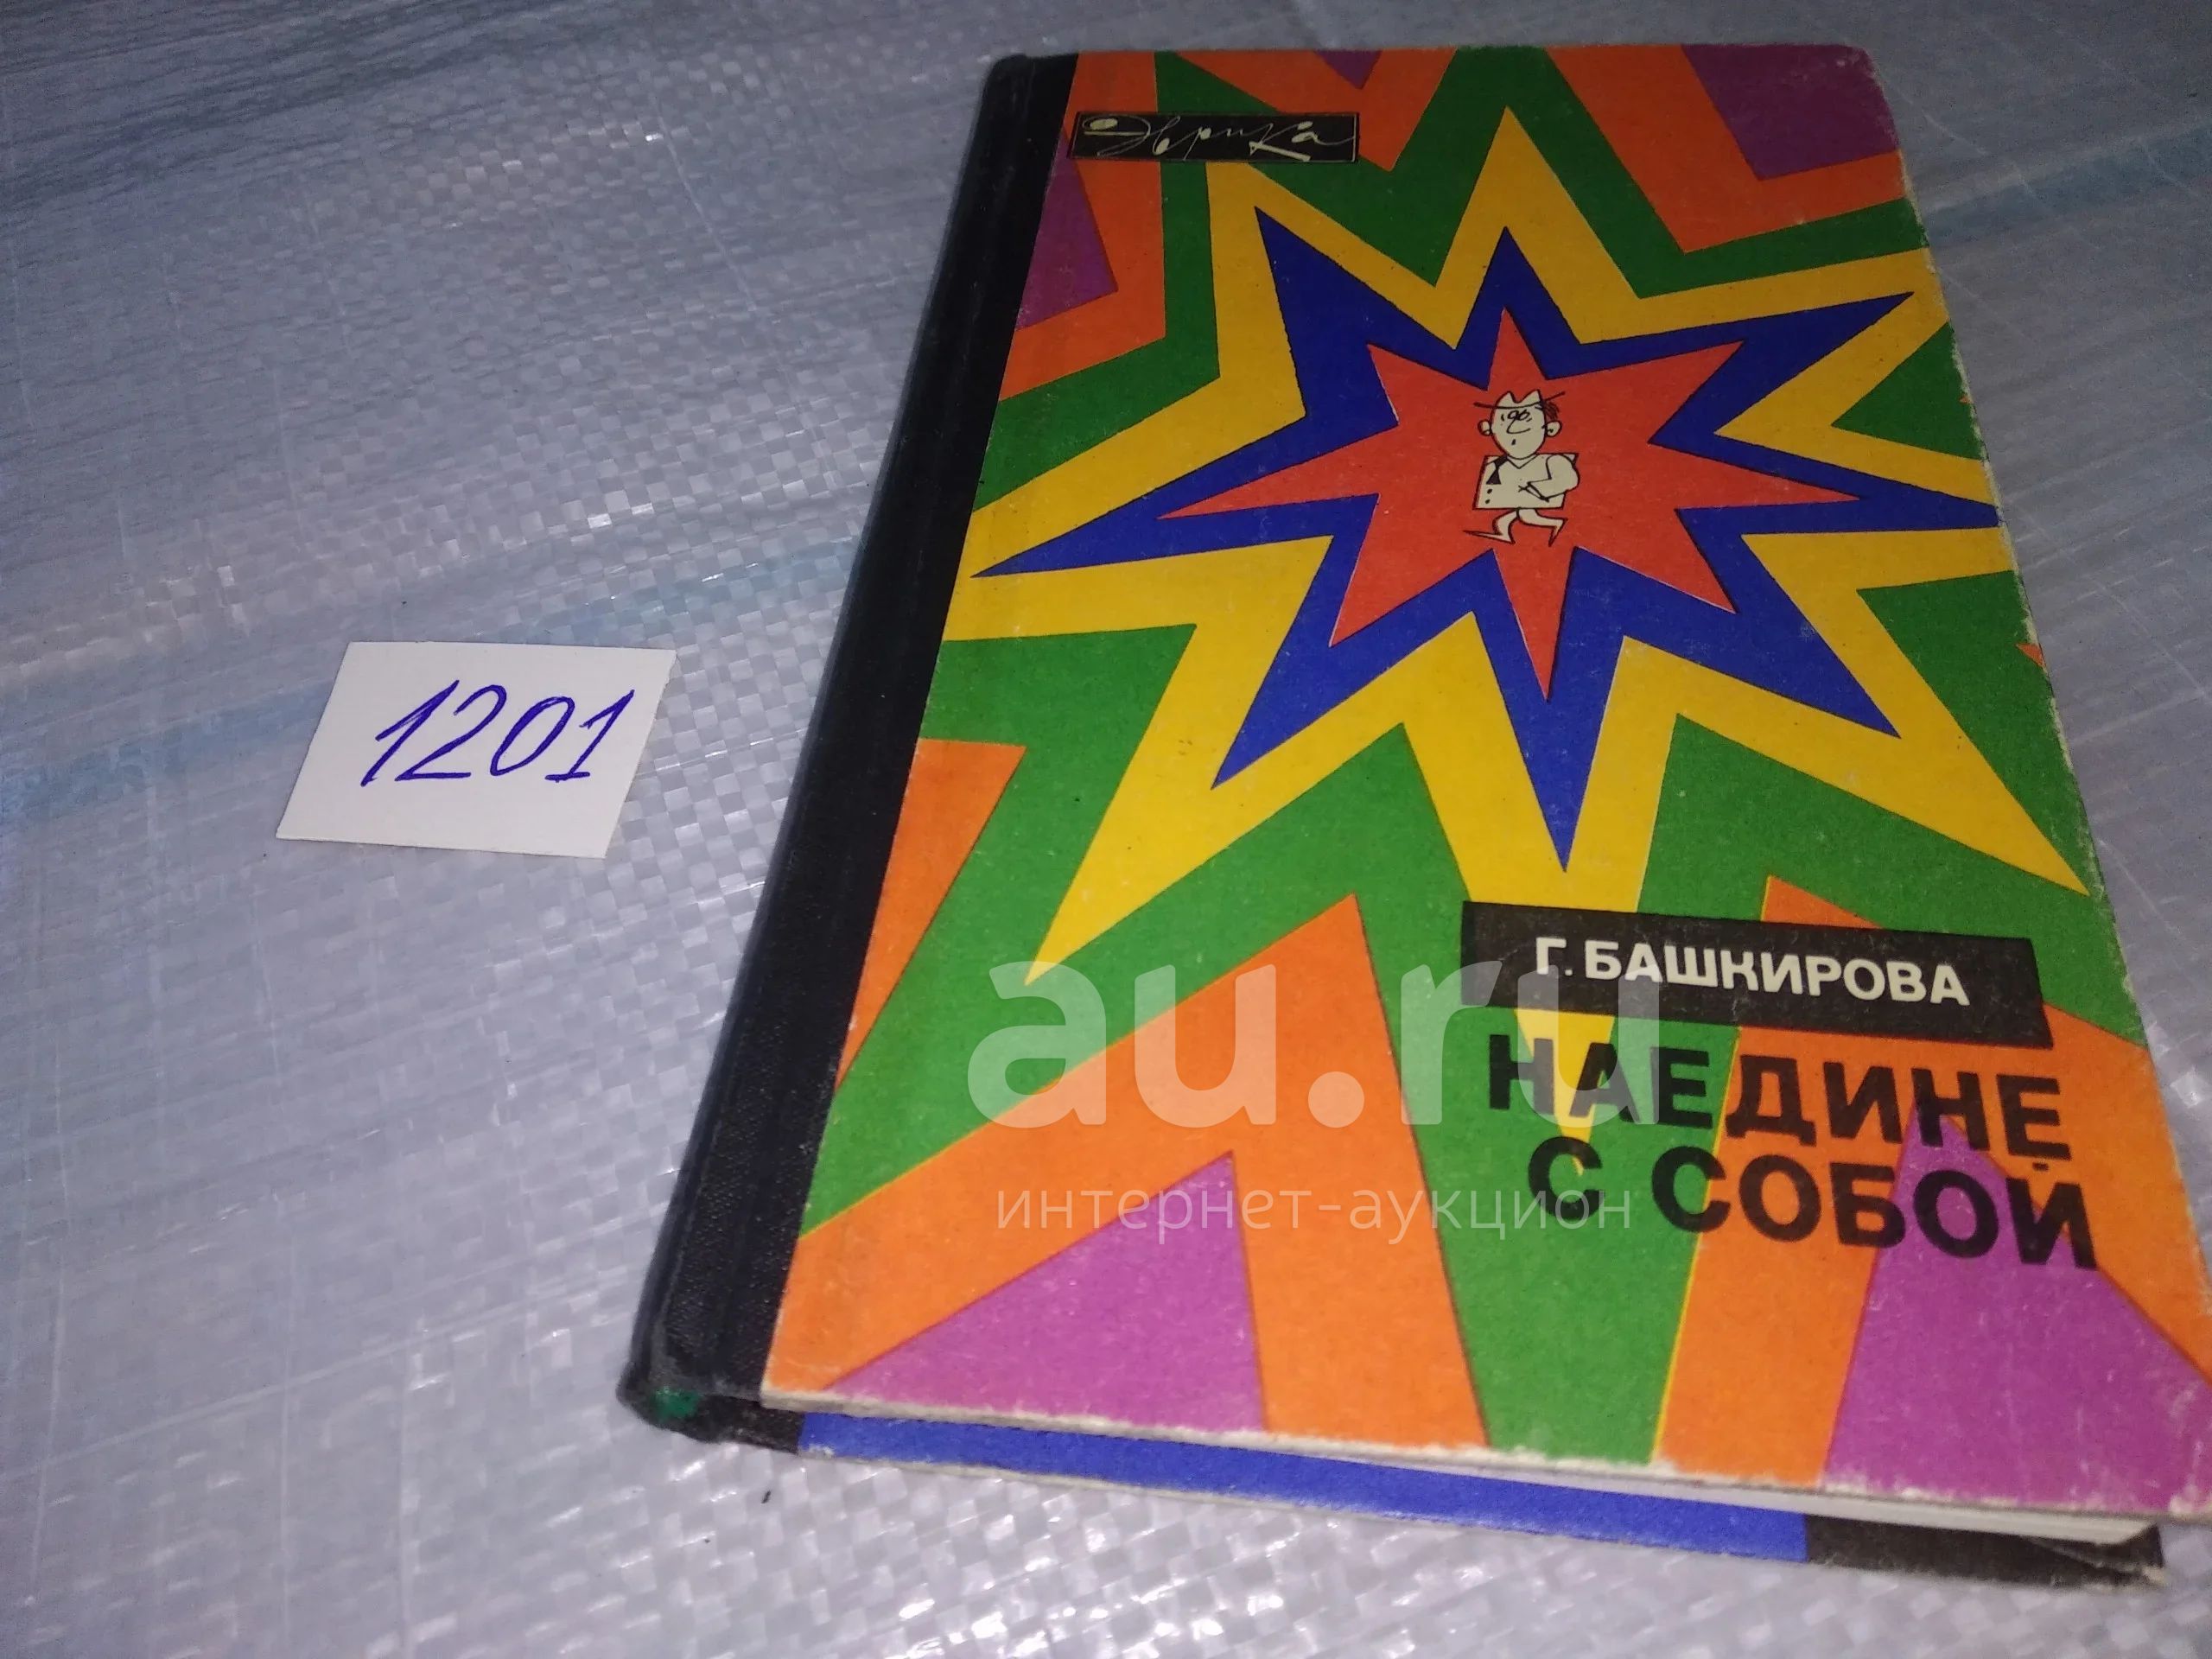 Эврика
1201
Г. БАШКИРОВА
НАЕДИНЕ
С СОБОЙ
au.ru
интернет-аукцион